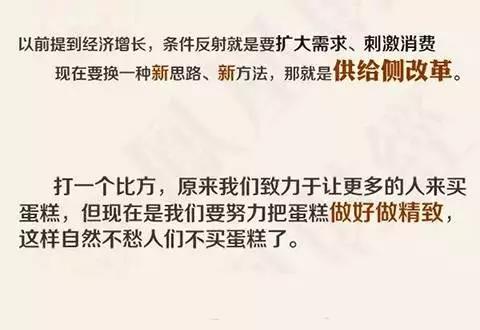 以前提到经济增长，条件反射就是要扩大需求、刺激消费
现在要换一种新思路、新方法，那就是供给侧改革。
打一个比方，原来我们致力于让更多的人来买
蛋糕，但现在是我们要努力把蛋糕做好做精致，
这样自然不愁人们不买蛋糕了。